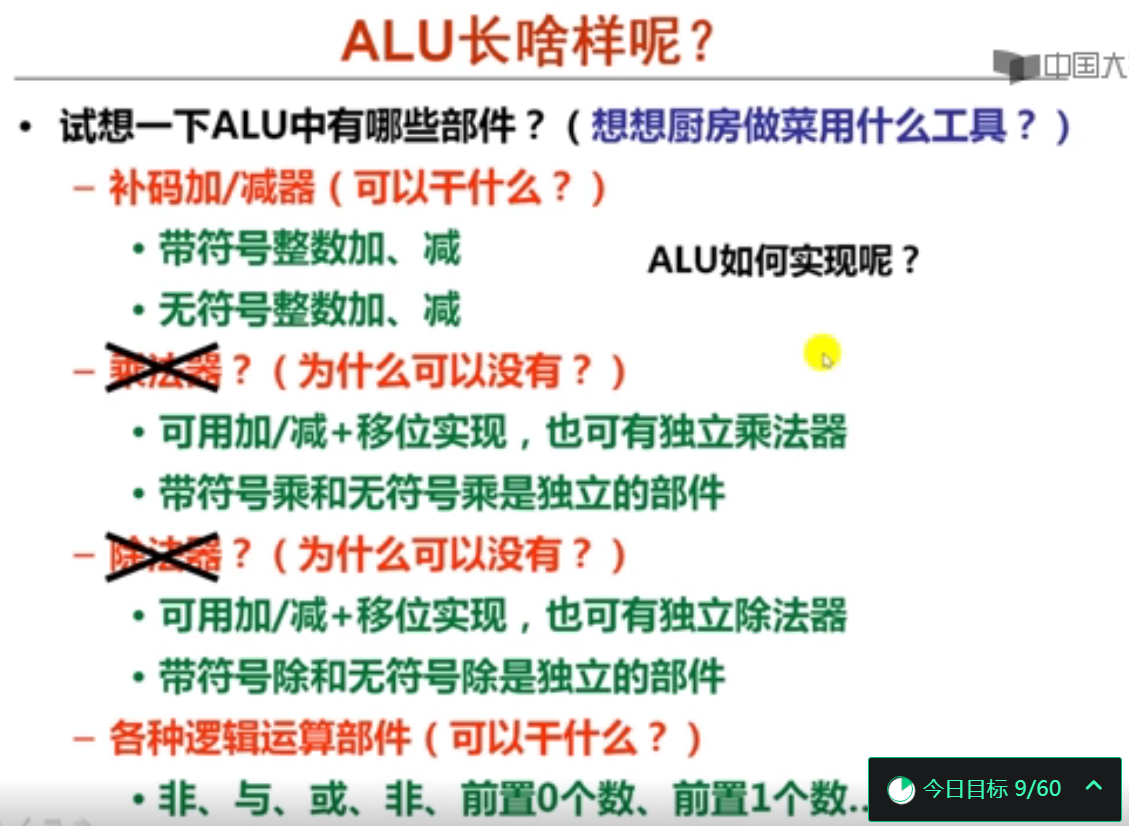 ALU长啥样呢？
中国大
• 试想一下ALU中有哪些部件？（想想厨房做菜用什么工具？）
– 补码加/减器（可以干什么？）
• 带符号整数加、减
ALU如何实现呢？
• 无符号整数加、减
– 乘法器？（为什么可以没有？）
• 可用加/减+移位实现，也可有独立乘法器
• 带符号乘和无符号乘是独立的部件
– 除法器？（为什么可以没有？）
• 可用加/减+移位实现，也可有独立除法器
• 带符号除和无符号除是独立的部件
– 各种逻辑运算部件（可以干什么？）
• 非、与、或、非、前置0个数、前置1个数...
今日目标 9/60